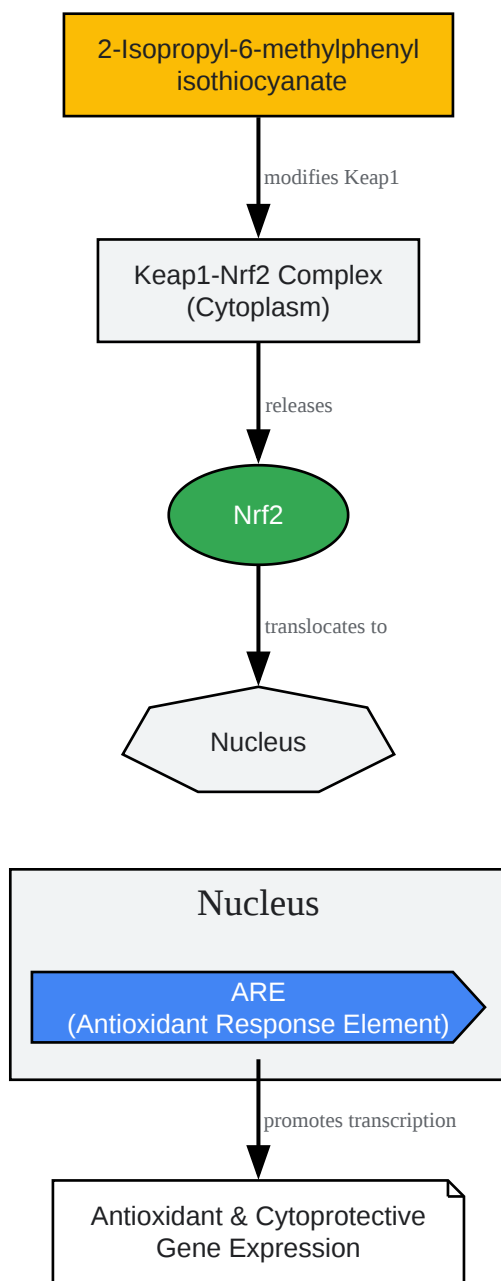 2-Isopropyl-6-methylphenyl
isothiocyanate
modifies Keap1
Keap1-Nrf2 Complex
(Cytoplasm)
releases
Nrf2
translocates to
Nucleus
Nucleus
ARE
(Antioxidant Response Element)
promotes transcription
Antioxidant & Cytoprotective
Gene Expression